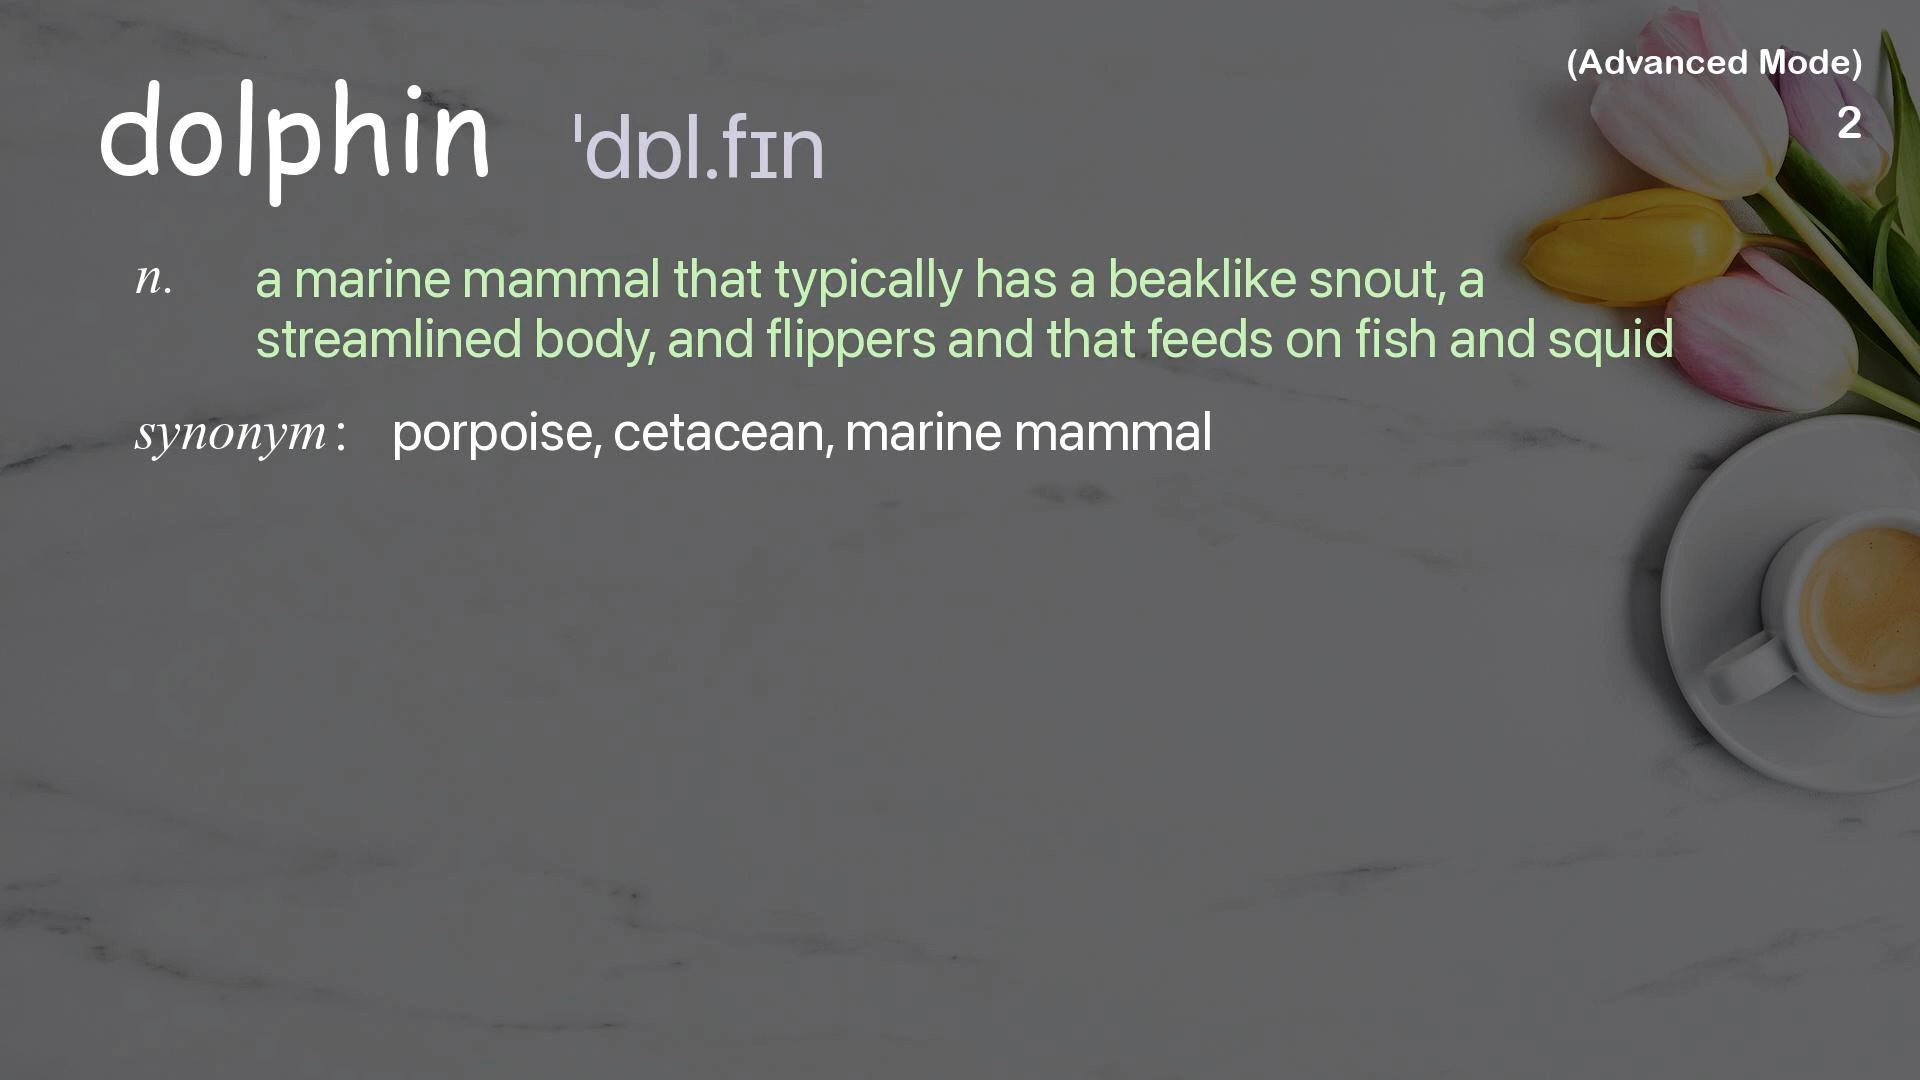 (Advanced Mode)
2
dolphin ˈdɒl.fɪn
n. a marine mammal that typically has a beaklike snout, a
streamlined body, and flippers and that feeds on fish and squid
synonym: porpoise, cetacean, marine mammal